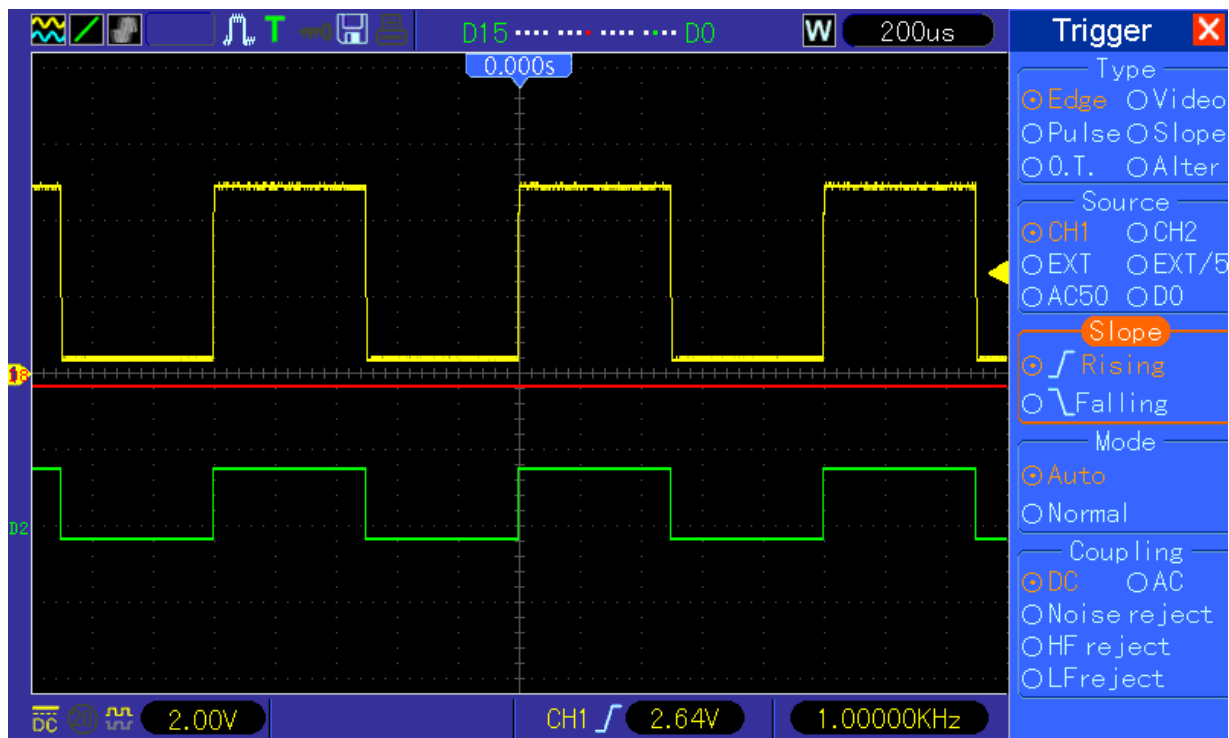 T D15 D0 W 200us
0.000s
Trigger
Type
Edge Video
Pulse Slope
O.T. Alter
Source
CH1 CH2
EXT EXT/5
AC50 D0
Slope
Rising
Falling
Mode
Auto
Normal
Coupling
DC AC
Noise reject
HF reject
LFreject
D2
DC 2.00V CH1 2.64V 1.00000KHz